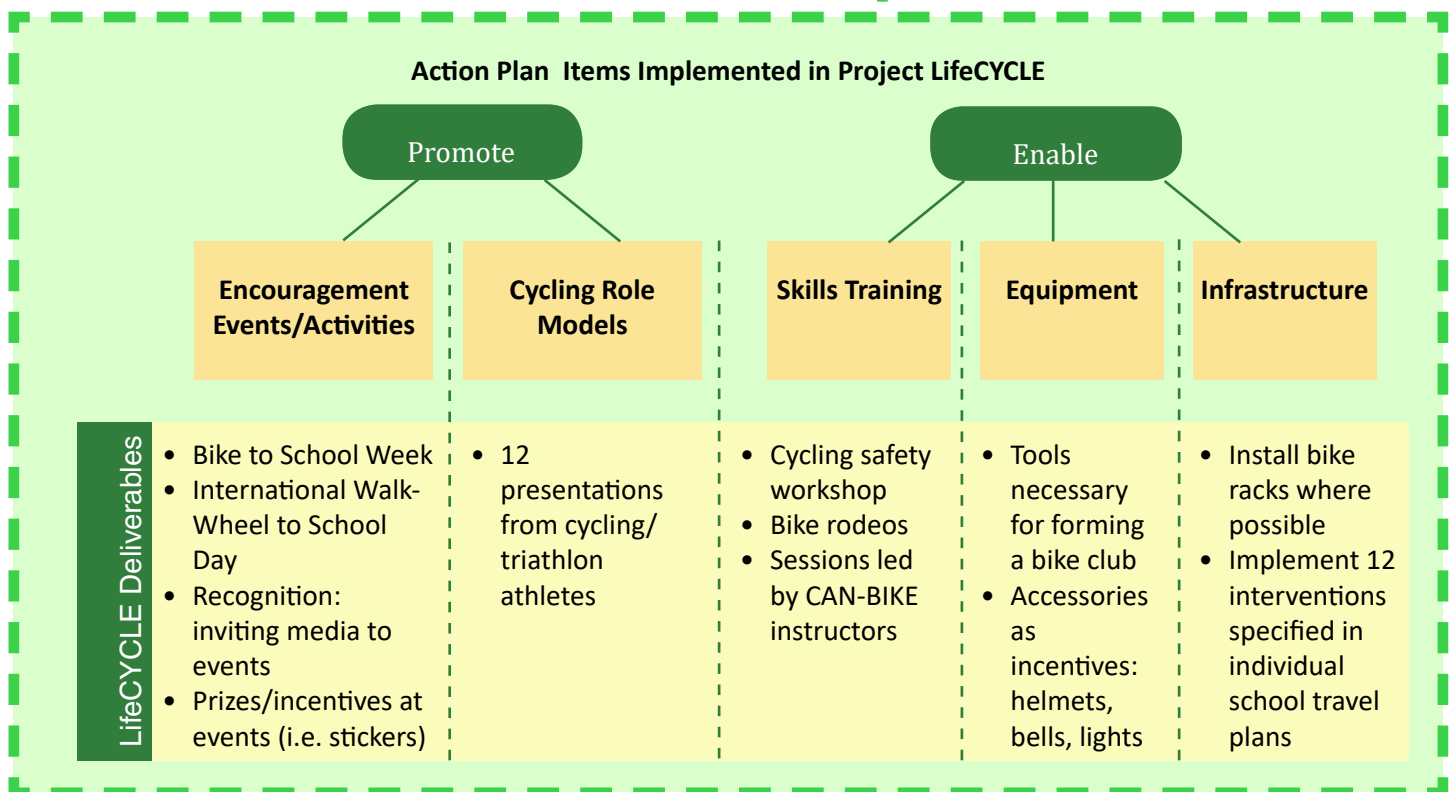 Action Plan Items Implemented in Project LifeCYCLE
Promote
Enable
Encouragement
Events/Activities
Cycling Role
Models
Skills Training
Equipment
Infrastructure
LifeCYCLE Deliverables
• Bike to School Week
• International Walk-
Wheel to School
Day
• Recognition:
inviting media to
events
• Prizes/incentives at
events (i.e. stickers)
• 12
presentations
from cycling/
triathlon
athletes
• Cycling safety
workshop
• Bike rodeos
• Sessions led
by CAN-BIKE
instructors
• Tools
necessary
for forming
a bike club
• Accessories
as
incentives:
helmets,
bells, lights
• Install bike
racks where
possible
• Implement 12
interventions
specified in
individual
school travel
plans